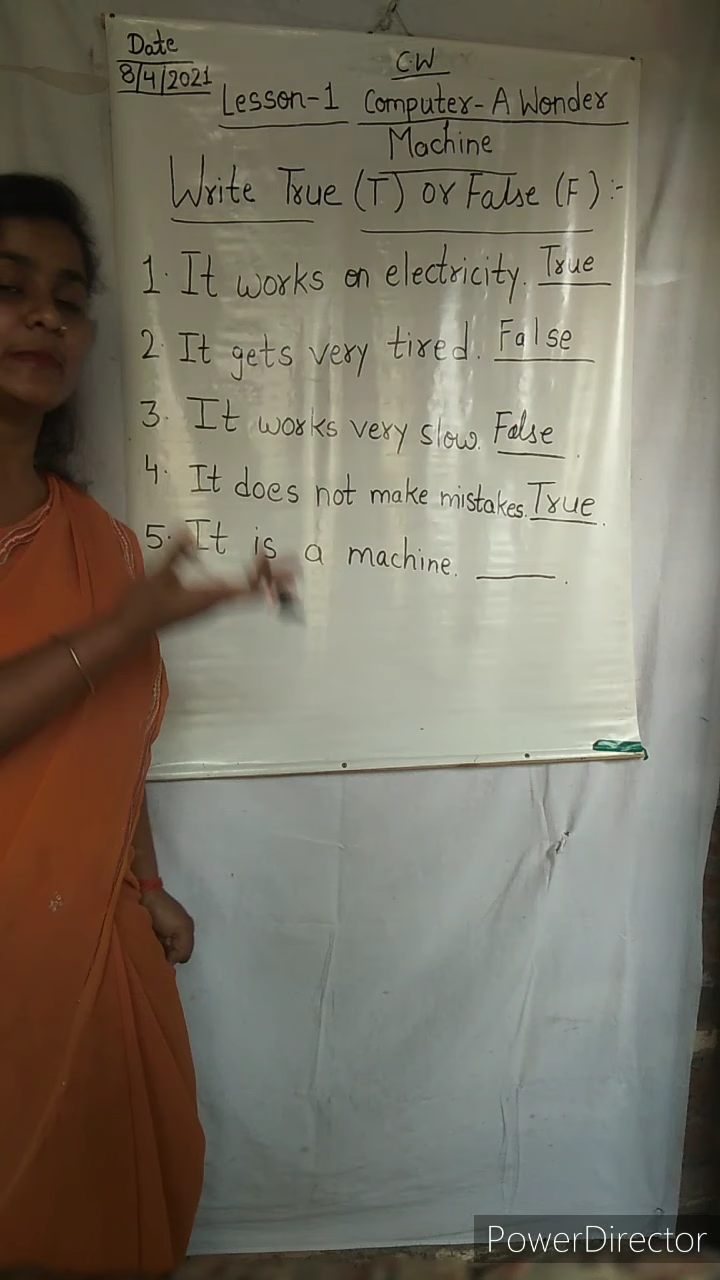 Date
8/4/2021
CW
Lesson-1 Computer-A Wonder
Machine
Write True (T) or False (F) :-
1. It works on electricity. True
2. It gets very tired. False
3. It works very slow. False.
4. It does not make mistakes. True.
5. It is a machine. ______.
PowerDirector